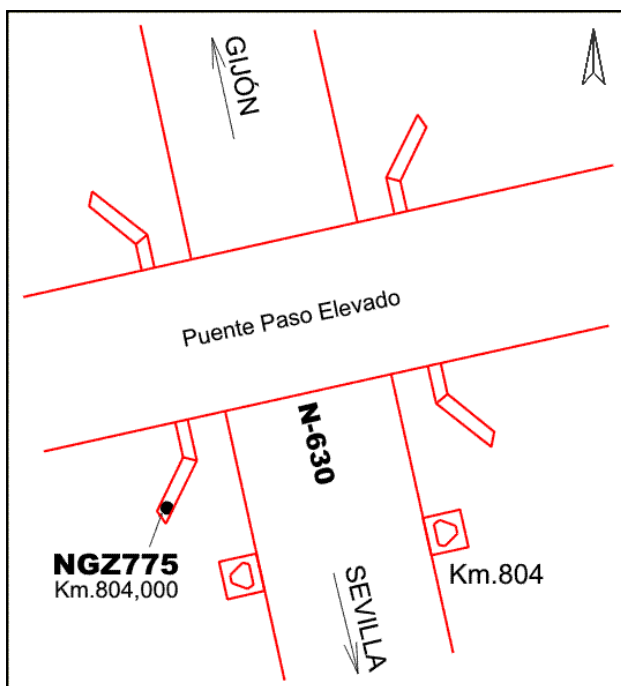 GIJÓN
Puente Paso Elevado
N-630
NGZ775
Km.804,000
Km.804
SEVILLA